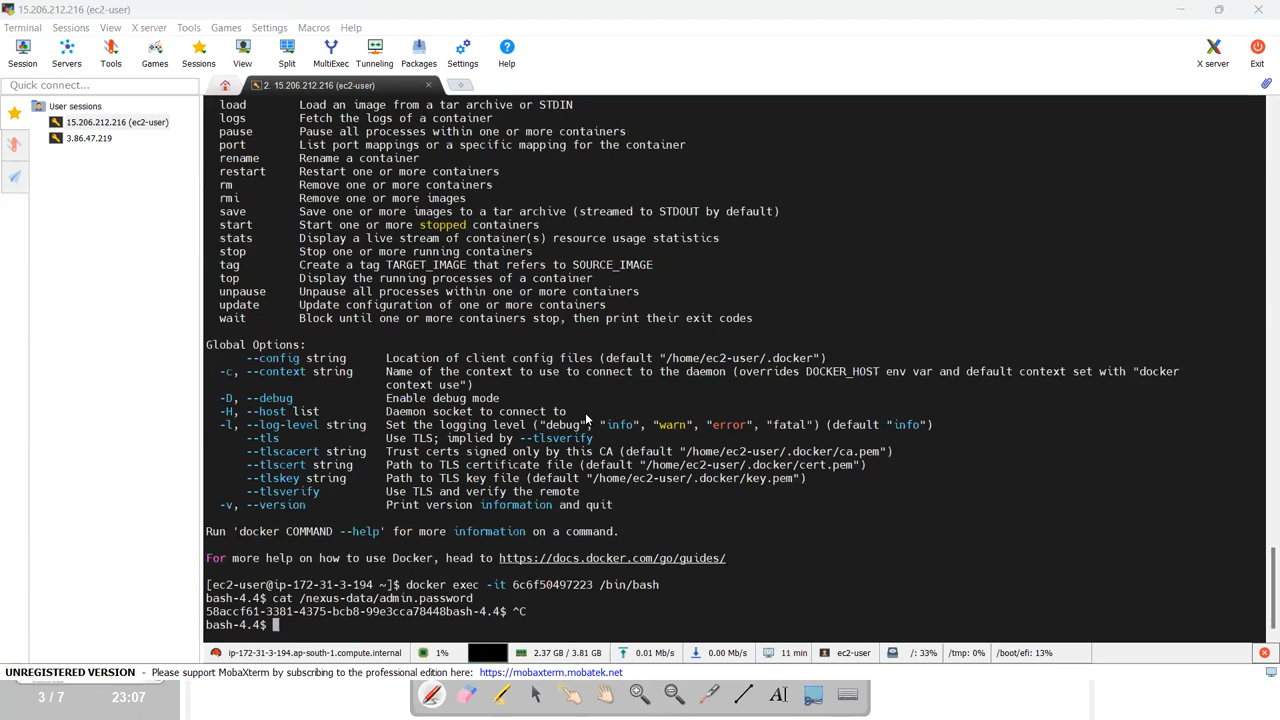 15.206.212.216 (ec2-user)
Terminal Sessions View X server Tools Games Settings Macros Help
Session Servers Tools Games Sessions View Split MultiExec Tunneling Packages Settings Help X server Exit
Quick connect...
2. 15.206.212.216 (ec2-user)
User sessions
15.206.212.216 (ec2-user)
3.86.47.219
load Load an image from a tar archive or STDIN
logs Fetch the logs of a container
pause Pause all processes within one or more containers
port List port mappings or a specific mapping for the container
rename Rename a container
restart Restart one or more containers
rm Remove one or more containers
rmi Remove one or more images
save Save one or more images to a tar archive (streamed to STDOUT by default)
start Start one or more stopped containers
stats Display a live stream of container(s) resource usage statistics
stop Stop one or more running containers
tag Create a tag TARGET_IMAGE that refers to SOURCE_IMAGE
top Display the running processes of a container
unpause Unpause all processes within one or more containers
update Update configuration of one or more containers
wait Block until one or more containers stop, then print their exit codes
Global Options:
--config string Location of client config files (default "/home/ec2-user/.docker")
-c, --context string Name of the context to use to connect to the daemon (overrides DOCKER_HOST env var and default context set with "docker
context use")
-D, --debug Enable debug mode
-H, --host list Daemon socket to connect to
-l, --log-level string Set the logging level ("debug", "info", "warn", "error", "fatal") (default "info")
--tls Use TLS; implied by --tlsverify
--tlscacert string Trust certs signed only by this CA (default "/home/ec2-user/.docker/ca.pem")
--tlscert string Path to TLS certificate file (default "/home/ec2-user/.docker/cert.pem")
--tlskey string Path to TLS key file (default "/home/ec2-user/.docker/key.pem")
--tlsverify Use TLS and verify the remote
-v, --version Print version information and quit
Run 'docker COMMAND --help' for more information on a command.
For more help on how to use Docker, head to https://docs.docker.com/go/guides/
[ec2-user@ip-172-31-3-194 ~]$ docker exec -it 6c6f50497223 /bin/bash
bash-4.4$ cat /nexus-data/admin.password
58accf61-3381-4375-bcb8-99e3cca78448bash-4.4$ ^C
bash-4.4$
ip-172-31-3-194.ap-south-1.compute.internal 1% 2.37 GB / 3.81 GB 0.01 Mb/s 0.00 Mb/s 11 min ec2-user /: 33% /tmp: 0% /boot/efi: 13%
UNREGISTERED VERSION - Please support MobaXterm by subscribing to the professional edition here: https://mobaxterm.mobatek.net
3 / 7 23:07